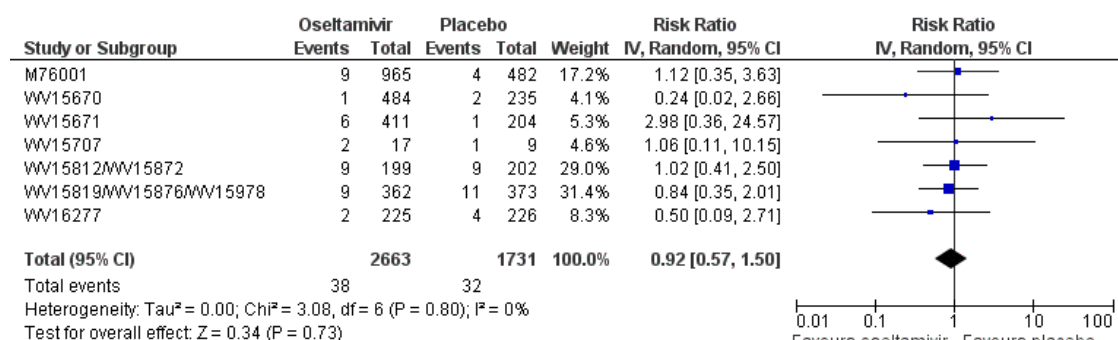 Oseltamivir Placebo Risk Ratio Risk Ratio
Study or Subgroup Events Total Events Total Weight IV, Random, 95% CI IV, Random, 95% CI
M76001 9 965 4 482 17.2% 1.12 [0.35, 3.63]
WV15670 1 484 2 235 4.1% 0.24 [0.02, 2.66]
WV15671 6 411 1 204 5.3% 2.98 [0.36, 24.57]
WV15707 2 17 1 9 4.6% 1.06 [0.11, 10.15]
WV15812/WV15872 9 199 9 202 29.0% 1.02 [0.41, 2.50]
WV15819/WV15876/WV15978 9 362 11 373 31.4% 0.84 [0.35, 2.01]
WV16277 2 225 4 226 8.3% 0.50 [0.09, 2.71]
Total (95% CI) 2663 1731 100.0% 0.92 [0.57, 1.50]
Total events 38 32
Heterogeneity: Tau² = 0.00; Chi² = 3.08, df = 6 (P = 0.80); I² = 0%
Test for overall effect: Z = 0.34 (P = 0.73)
0.01 0.1 1 10 100
Favours oseltamivir Favours placebo